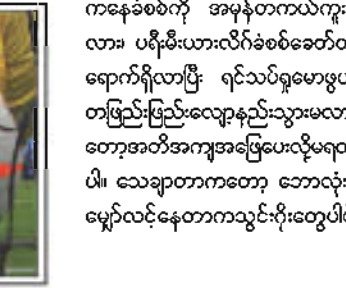 ကနေခံစစ်ကို အမှန်တကယ်ကူး
လား၊ ပရီးမီးယားလိဂ်ခံစစ်ခေတ်
ရောက်ရှိလာပြီး ရင်သပ်ရှုမောဖွယ်
တဖြည်းဖြည်းလျော့နည်းသွားမလာ
တော့အတိအကျအဖြေပေးလို့မရ
ပါ။ သေချာတာကတော့ ဘောလုံး
မျှော်လင့်နေတာကသွင်းဂိုးတွေပါ